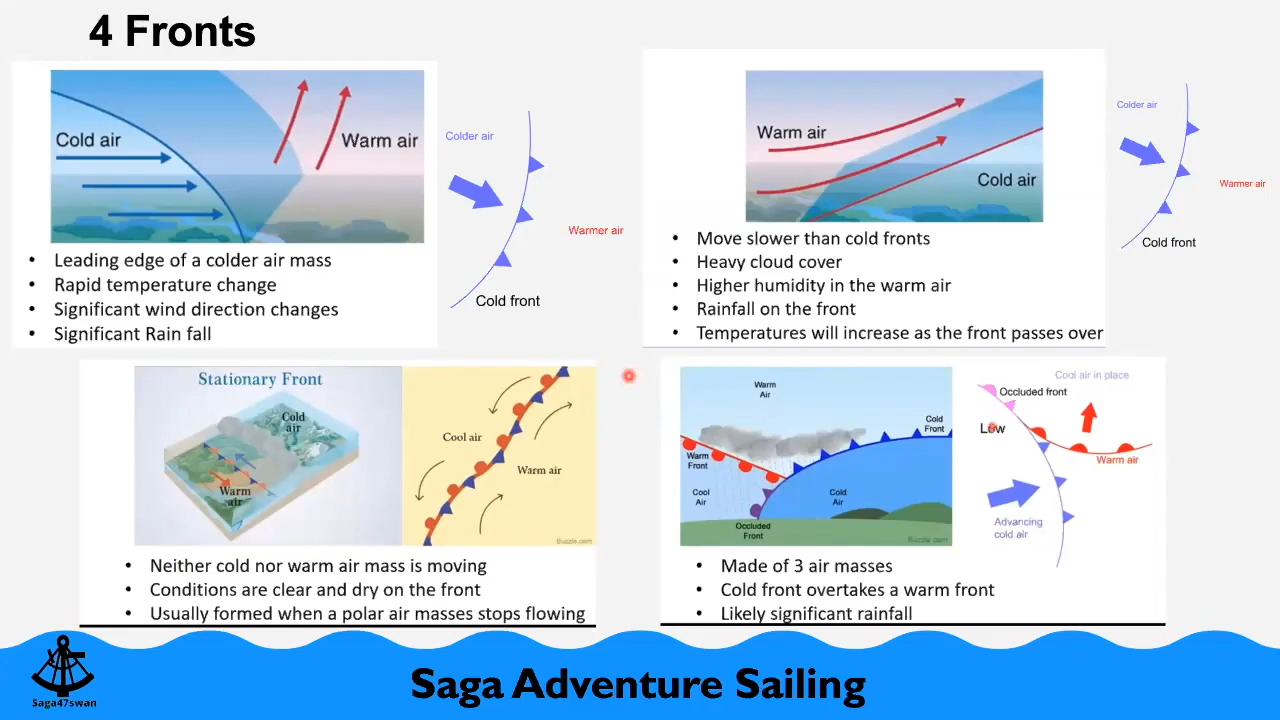 4 Fronts
Cold air
Warm air
Colder air
Warmer air
Cold front
• Leading edge of a colder air mass
• Rapid temperature change
• Significant wind direction changes
• Significant Rain fall
Warm air
Cold air
Colder air
Warmer air
Cold front
• Move slower than cold fronts
• Heavy cloud cover
• Higher humidity in the warm air
• Rainfall on the front
• Temperatures will increase as the front passes over
Stationary Front
Cold
air
Warm
air
Cool air
Warm air
Buzzle.com
• Neither cold nor warm air mass is moving
• Conditions are clear and dry on the front
• Usually formed when a polar air masses stops flowing
Warm
Air
Cold
Front
Warm
Front
Cool
Air
Cold
Air
Occluded
Front
Buzzle.com
Cool air in place
Occluded front
Low
Warm air
Advancing
cold air
• Made of 3 air masses
• Cold front overtakes a warm front
• Likely significant rainfall
Saga47swan
Saga Adventure Sailing